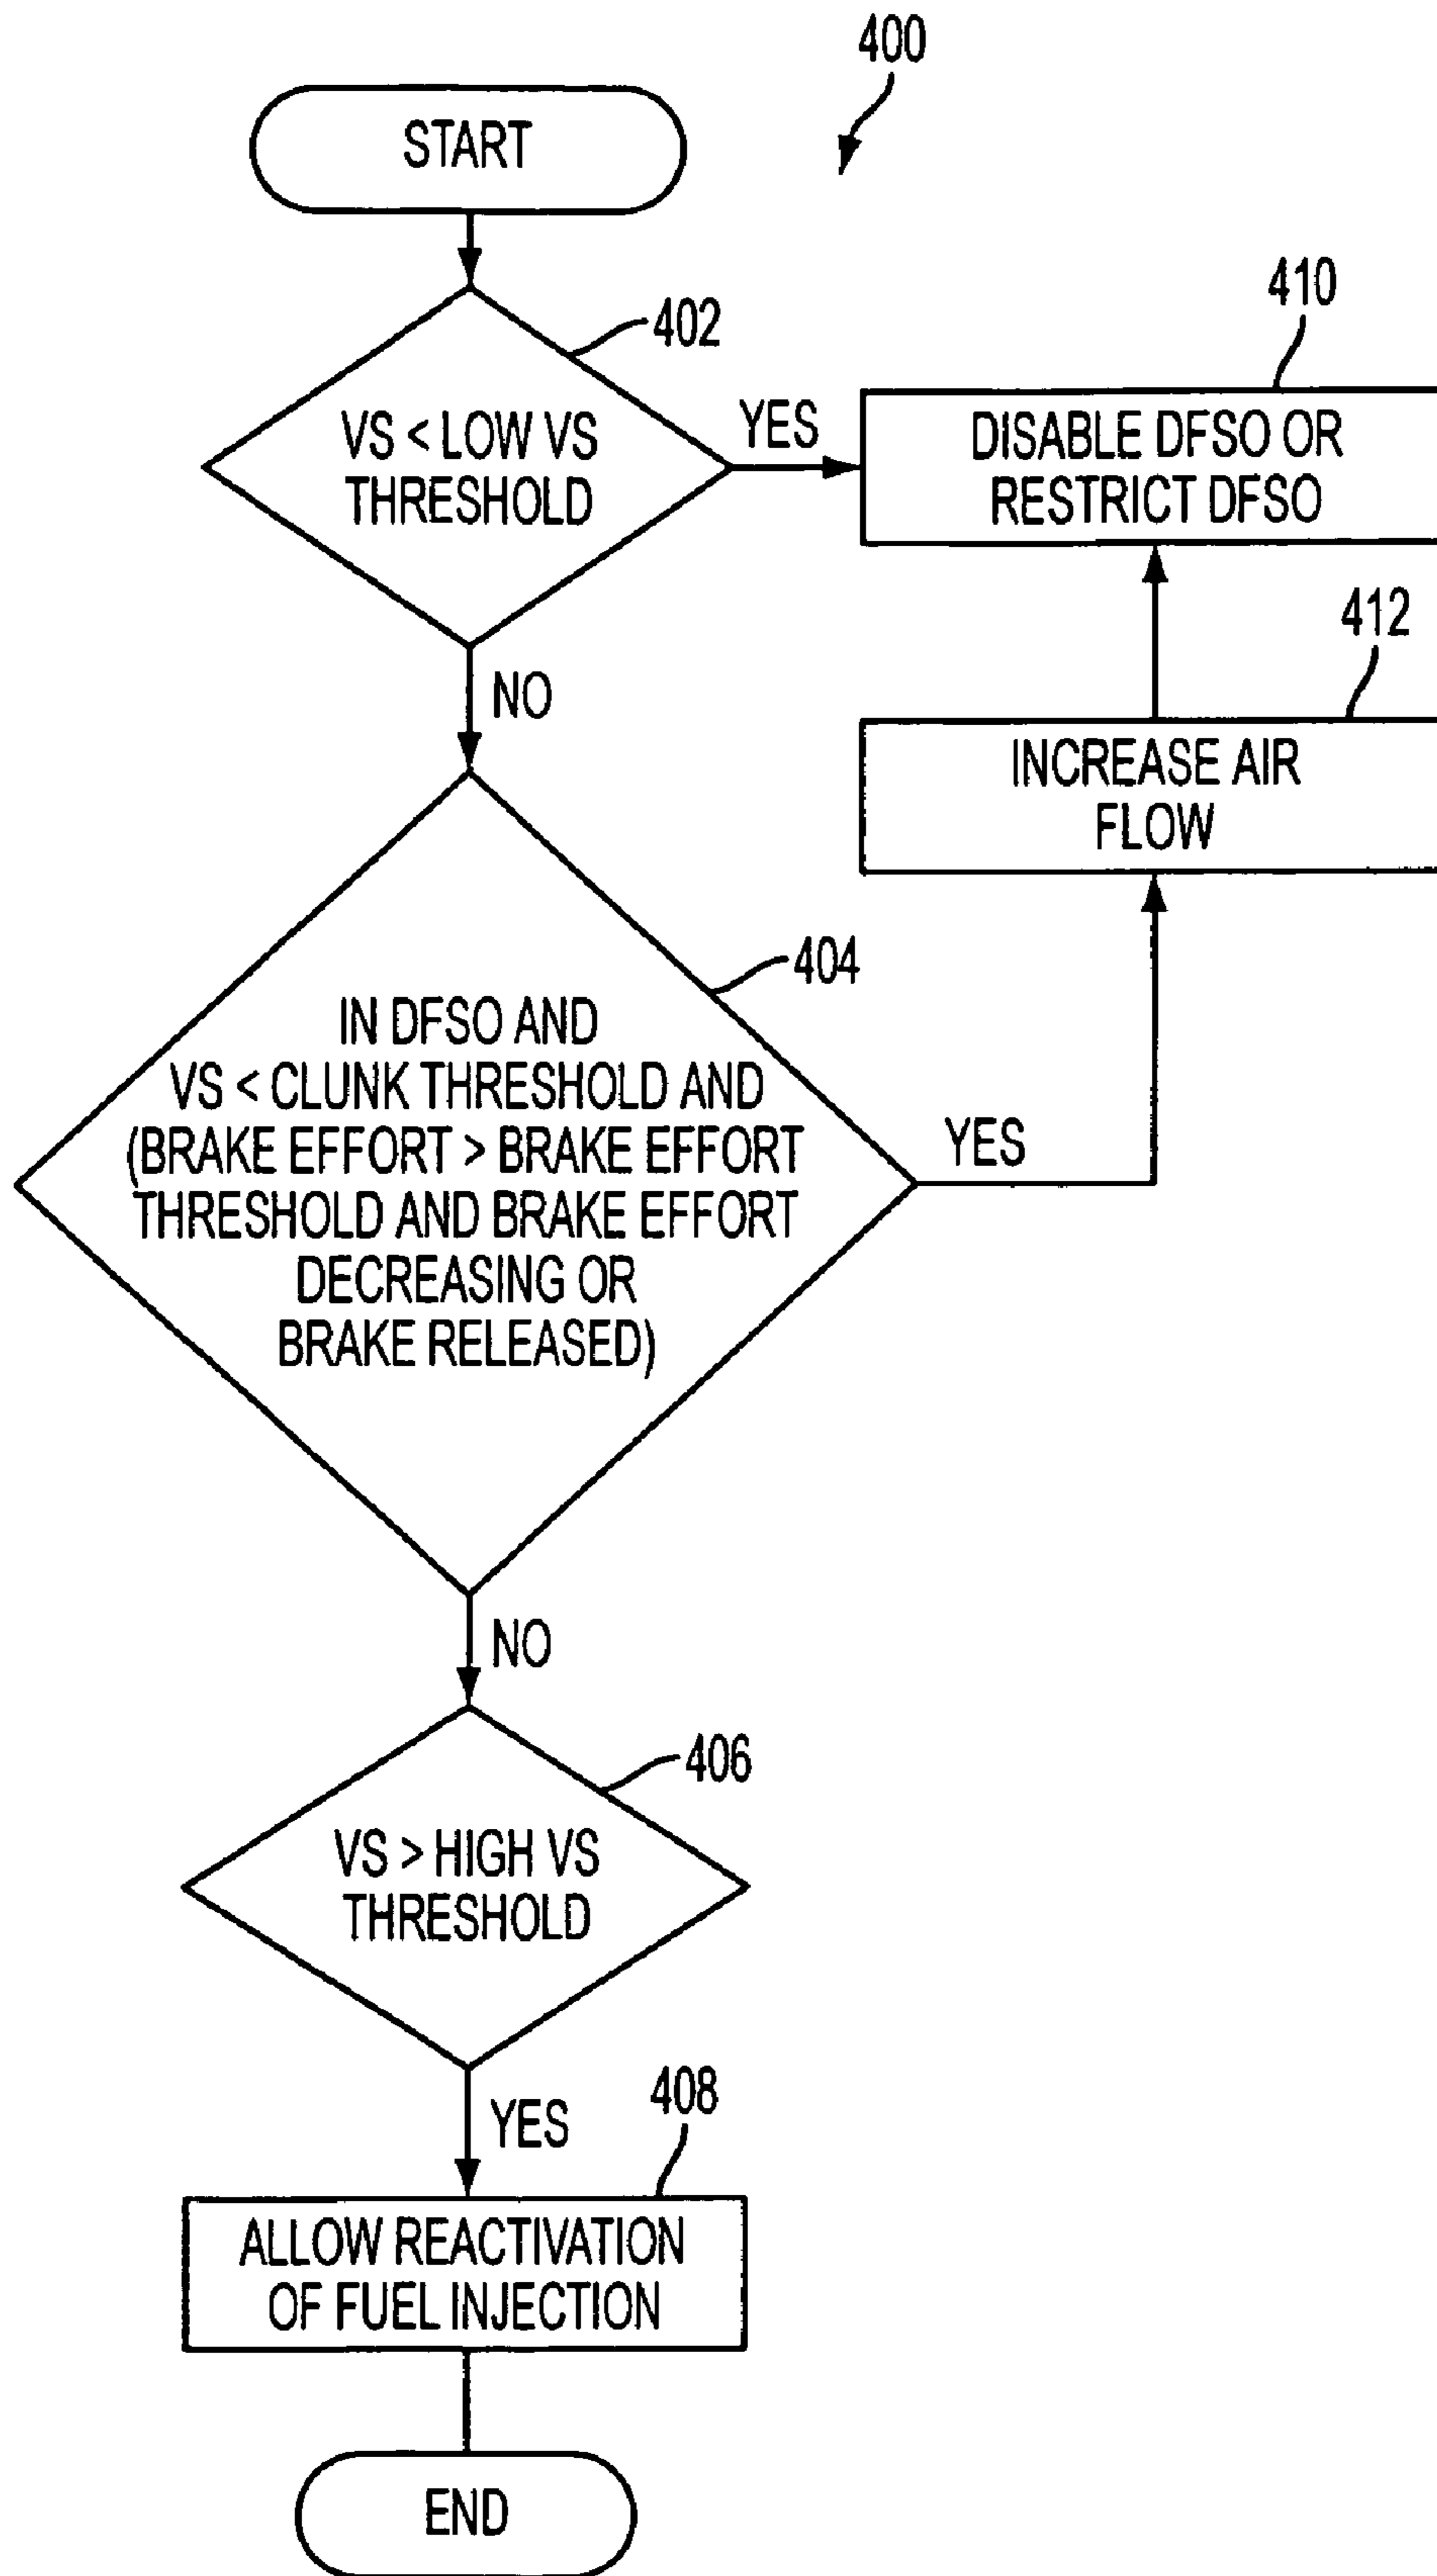 400
START
402
VS < LOW VS
THRESHOLD
YES
410
DISABLE DFSO OR
RESTRICT DFSO
NO
412
INCREASE AIR
FLOW
404
IN DFSO AND
VS < CLUNK THRESHOLD AND
(BRAKE EFFORT > BRAKE EFFORT
THRESHOLD AND BRAKE EFFORT
DECREASING OR
BRAKE RELEASED)
YES
NO
406
VS > HIGH VS
THRESHOLD
YES
408
ALLOW REACTIVATION
OF FUEL INJECTION
END